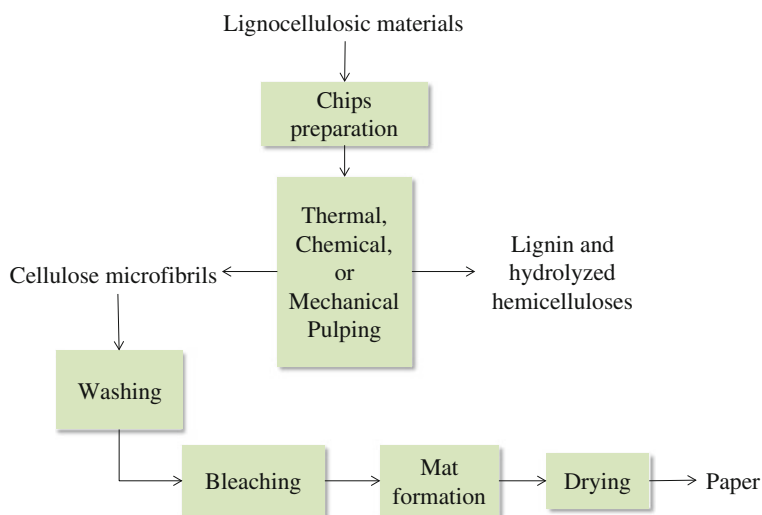 Lignocellulosic materials
Chips
preparation
Thermal,
Chemical,
or
Mechanical
Pulping
Cellulose microfibrils
Lignin and
hydrolyzed
hemicelluloses
Washing
Bleaching
Mat
formation
Drying
Paper